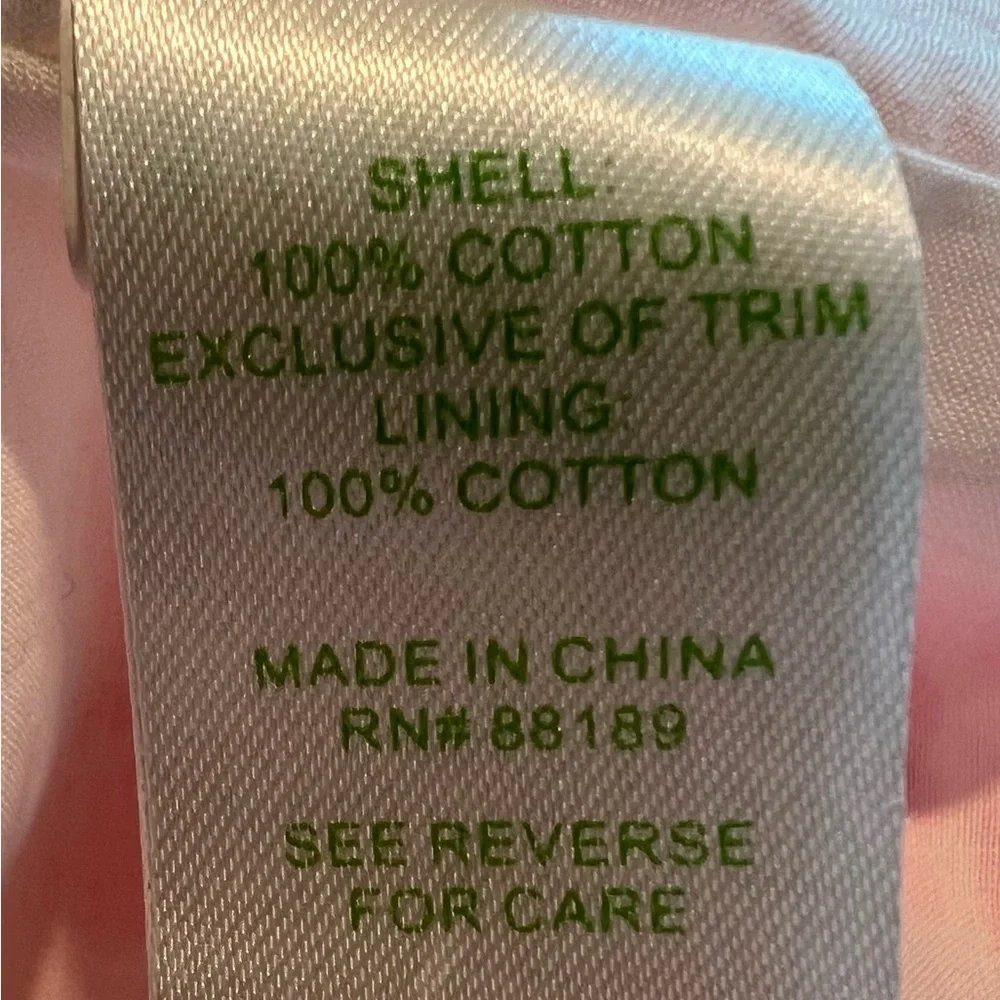 SHELL:
100% COTTON
EXCLUSIVE OF TRIM
LINING:
100% COTTON
MADE IN CHINA
RN# 88189
SEE REVERSE
FOR CARE